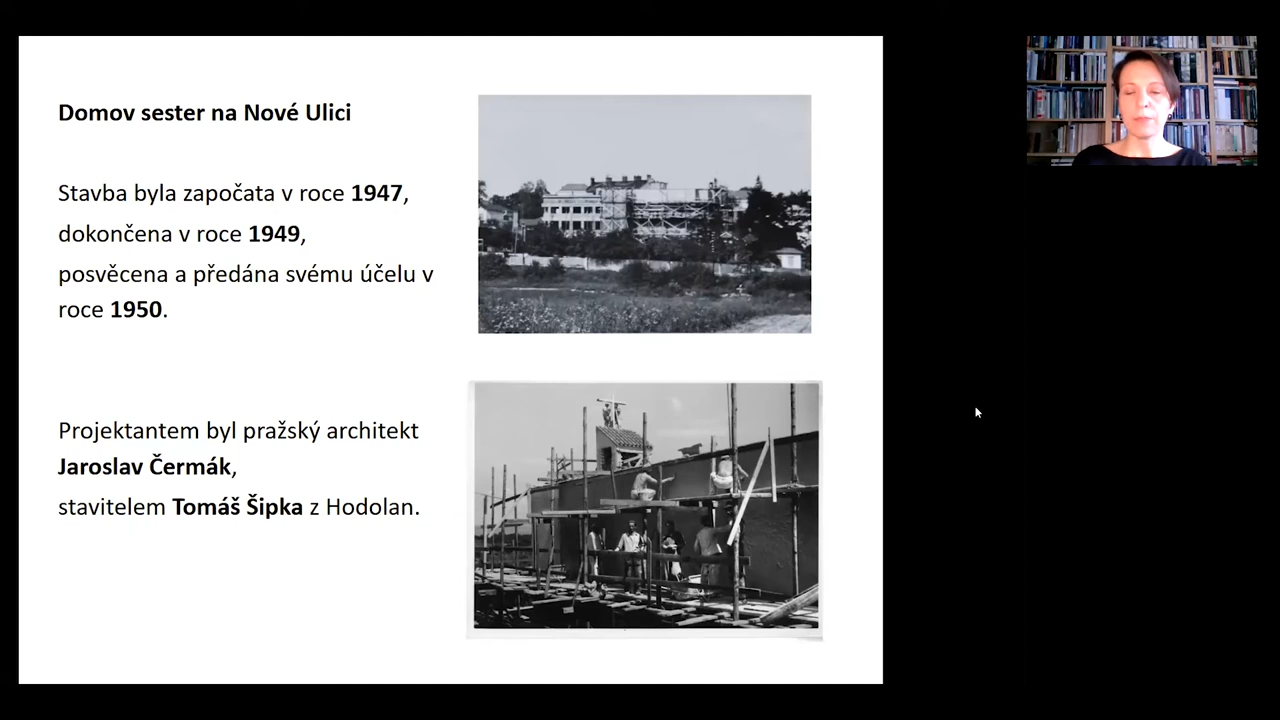 Domov sester na Nové Ulici
Stavba byla započata v roce 1947,
dokončena v roce 1949,
posvěcena a předána svému účelu v
roce 1950.
Projektantem byl pražský architekt
Jaroslav Čermák,
stavitelem Tomáš Šipka z Hodolan.